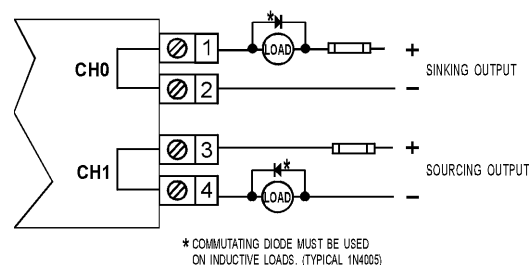 * LOAD +
1
CH0 SINKING OUTPUT
2 −
3 +
CH1 SOURCING OUTPUT
*
4 LOAD −
* COMMUTATING DIODE MUST BE USED
ON INDUCTIVE LOADS. (TYPICAL 1N4005)